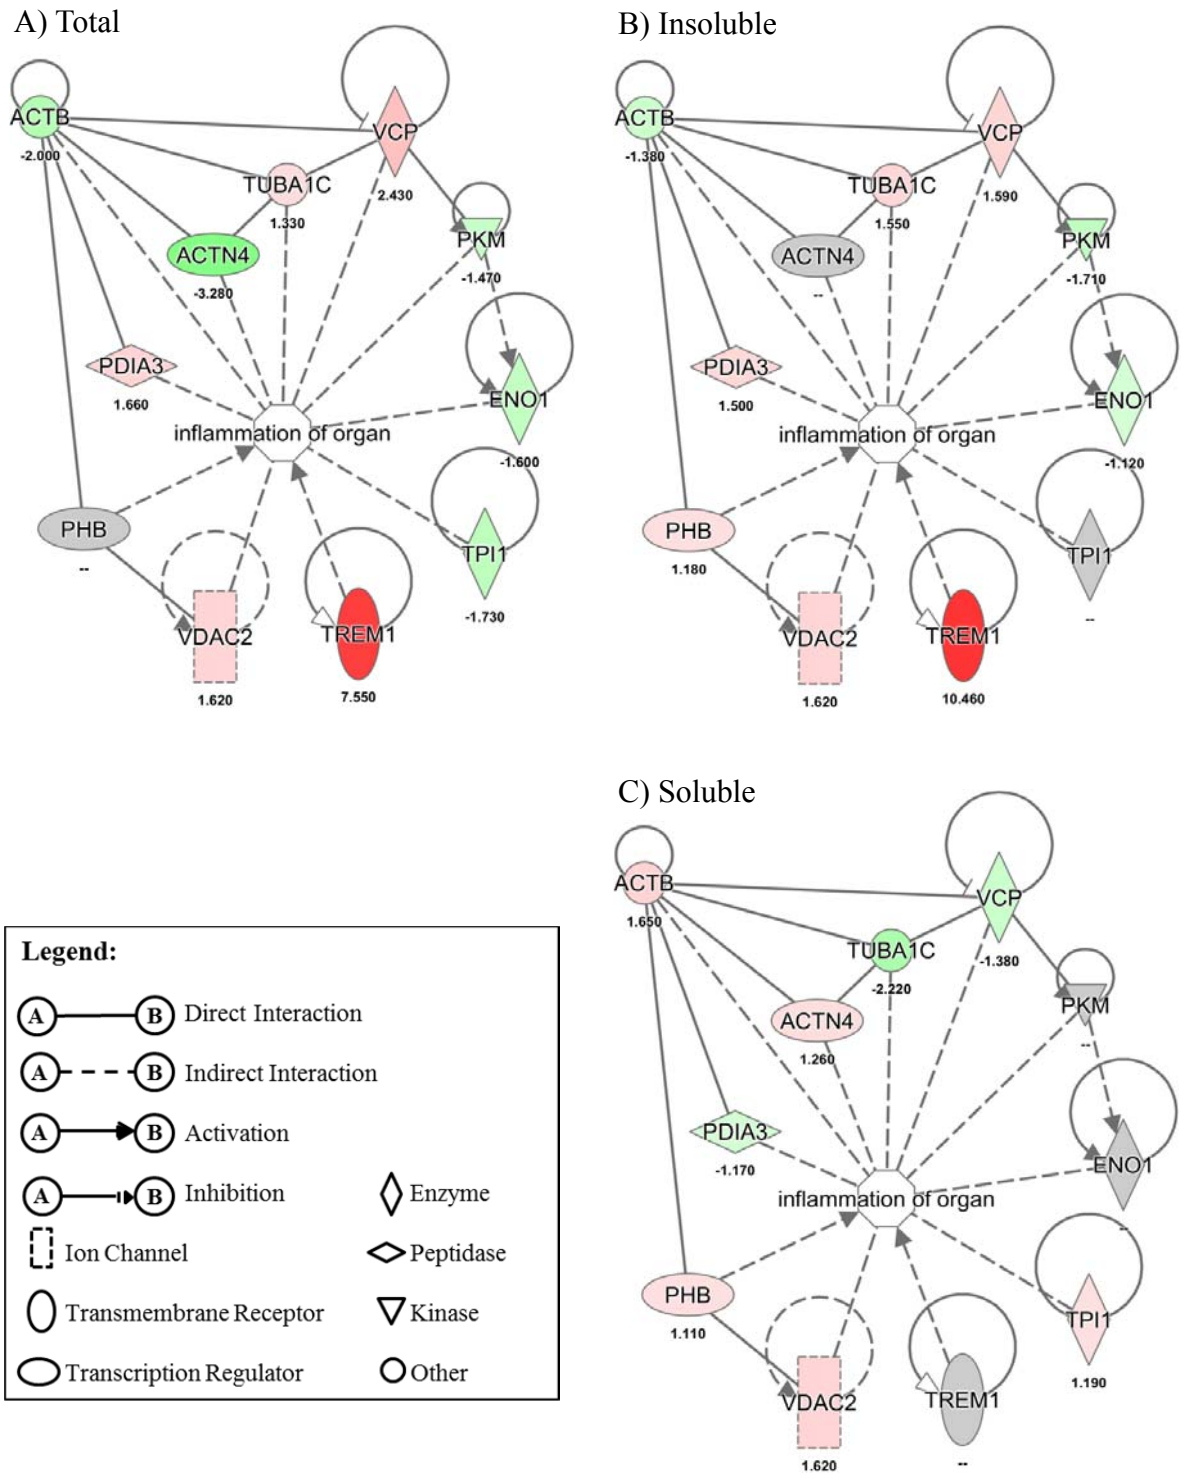 A) Total
ACTB
-2.000
VCP
2.430
TUBA1C
1.330
ACTN4
-3.280
PKM
-1.470
PDIA3
1.660
ENO1
-1.600
inflammation of organ
PHB
--
TPI1
-1.730
VDAC2
1.620
TREM1
7.550
B) Insoluble
ACTB
-1.380
VCP
1.590
TUBA1C
1.550
ACTN4
--
PKM
-1.710
PDIA3
1.500
ENO1
-1.120
inflammation of organ
PHB
1.180
TPI1
--
VDAC2
1.620
TREM1
10.460
C) Soluble
ACTB
1.650
VCP
-1.380
TUBA1C
-2.220
ACTN4
1.260
PKM
--
PDIA3
-1.170
ENO1
--
inflammation of organ
PHB
1.110
TPI1
1.190
VDAC2
1.620
TREM1
--
Legend:
A B Direct Interaction
A B Indirect Interaction
A B Activation
A B Inhibition
Enzyme
Ion Channel
Peptidase
Transmembrane Receptor
Kinase
Transcription Regulator
Other